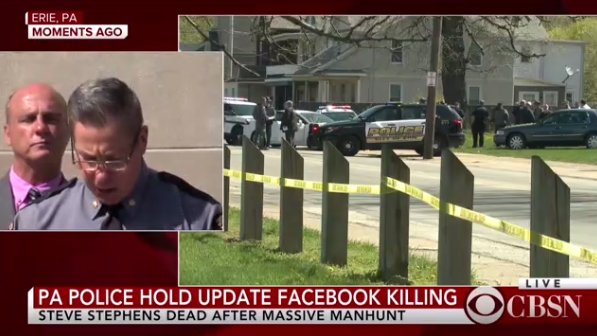 ERIE, PA
MOMENTS AGO
POLICE
LIVE
PA POLICE HOLD UPDATE FACEBOOK KILLING
STEVE STEPHENS DEAD AFTER MASSIVE MANHUNT
CBSN